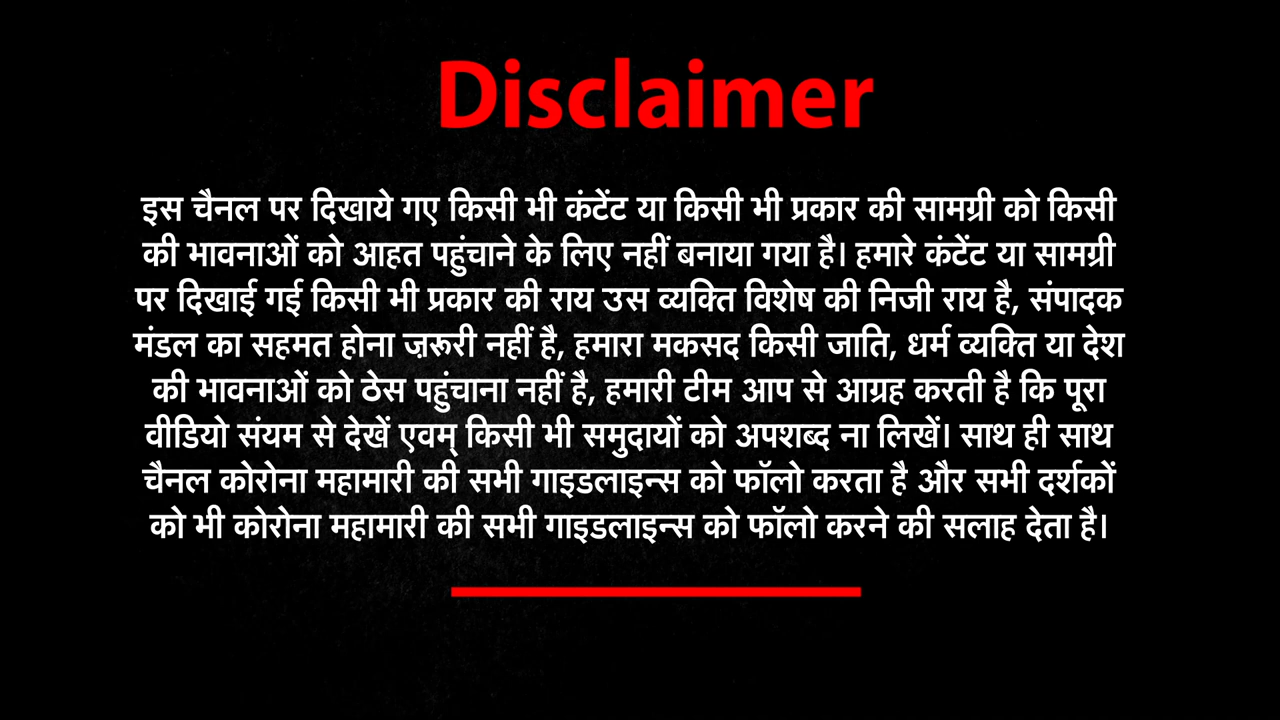 Disclaimer
इस चैनल पर दिखाये गए किसी भी कंटेंट या किसी भी प्रकार की सामग्री को किसी
की भावनाओं को आहत पहुंचाने के लिए नहीं बनाया गया है। हमारे कंटेंट या सामग्री
पर दिखाई गई किसी भी प्रकार की राय उस व्यक्ति विशेष की निजी राय है, संपादक
मंडल का सहमत होना ज़रूरी नहीं है, हमारा मकसद किसी जाति, धर्म व्यक्ति या देश
की भावनाओं को ठेस पहुंचाना नहीं है, हमारी टीम आप से आग्रह करती है कि पूरा
वीडियो संयम से देखें एवम् किसी भी समुदायों को अपशब्द ना लिखें। साथ ही साथ
चैनल कोरोना महामारी की सभी गाइडलाइन्स को फॉलो करता है और सभी दर्शकों
को भी कोरोना महामारी की सभी गाइडलाइन्स को फॉलो करने की सलाह देता है।